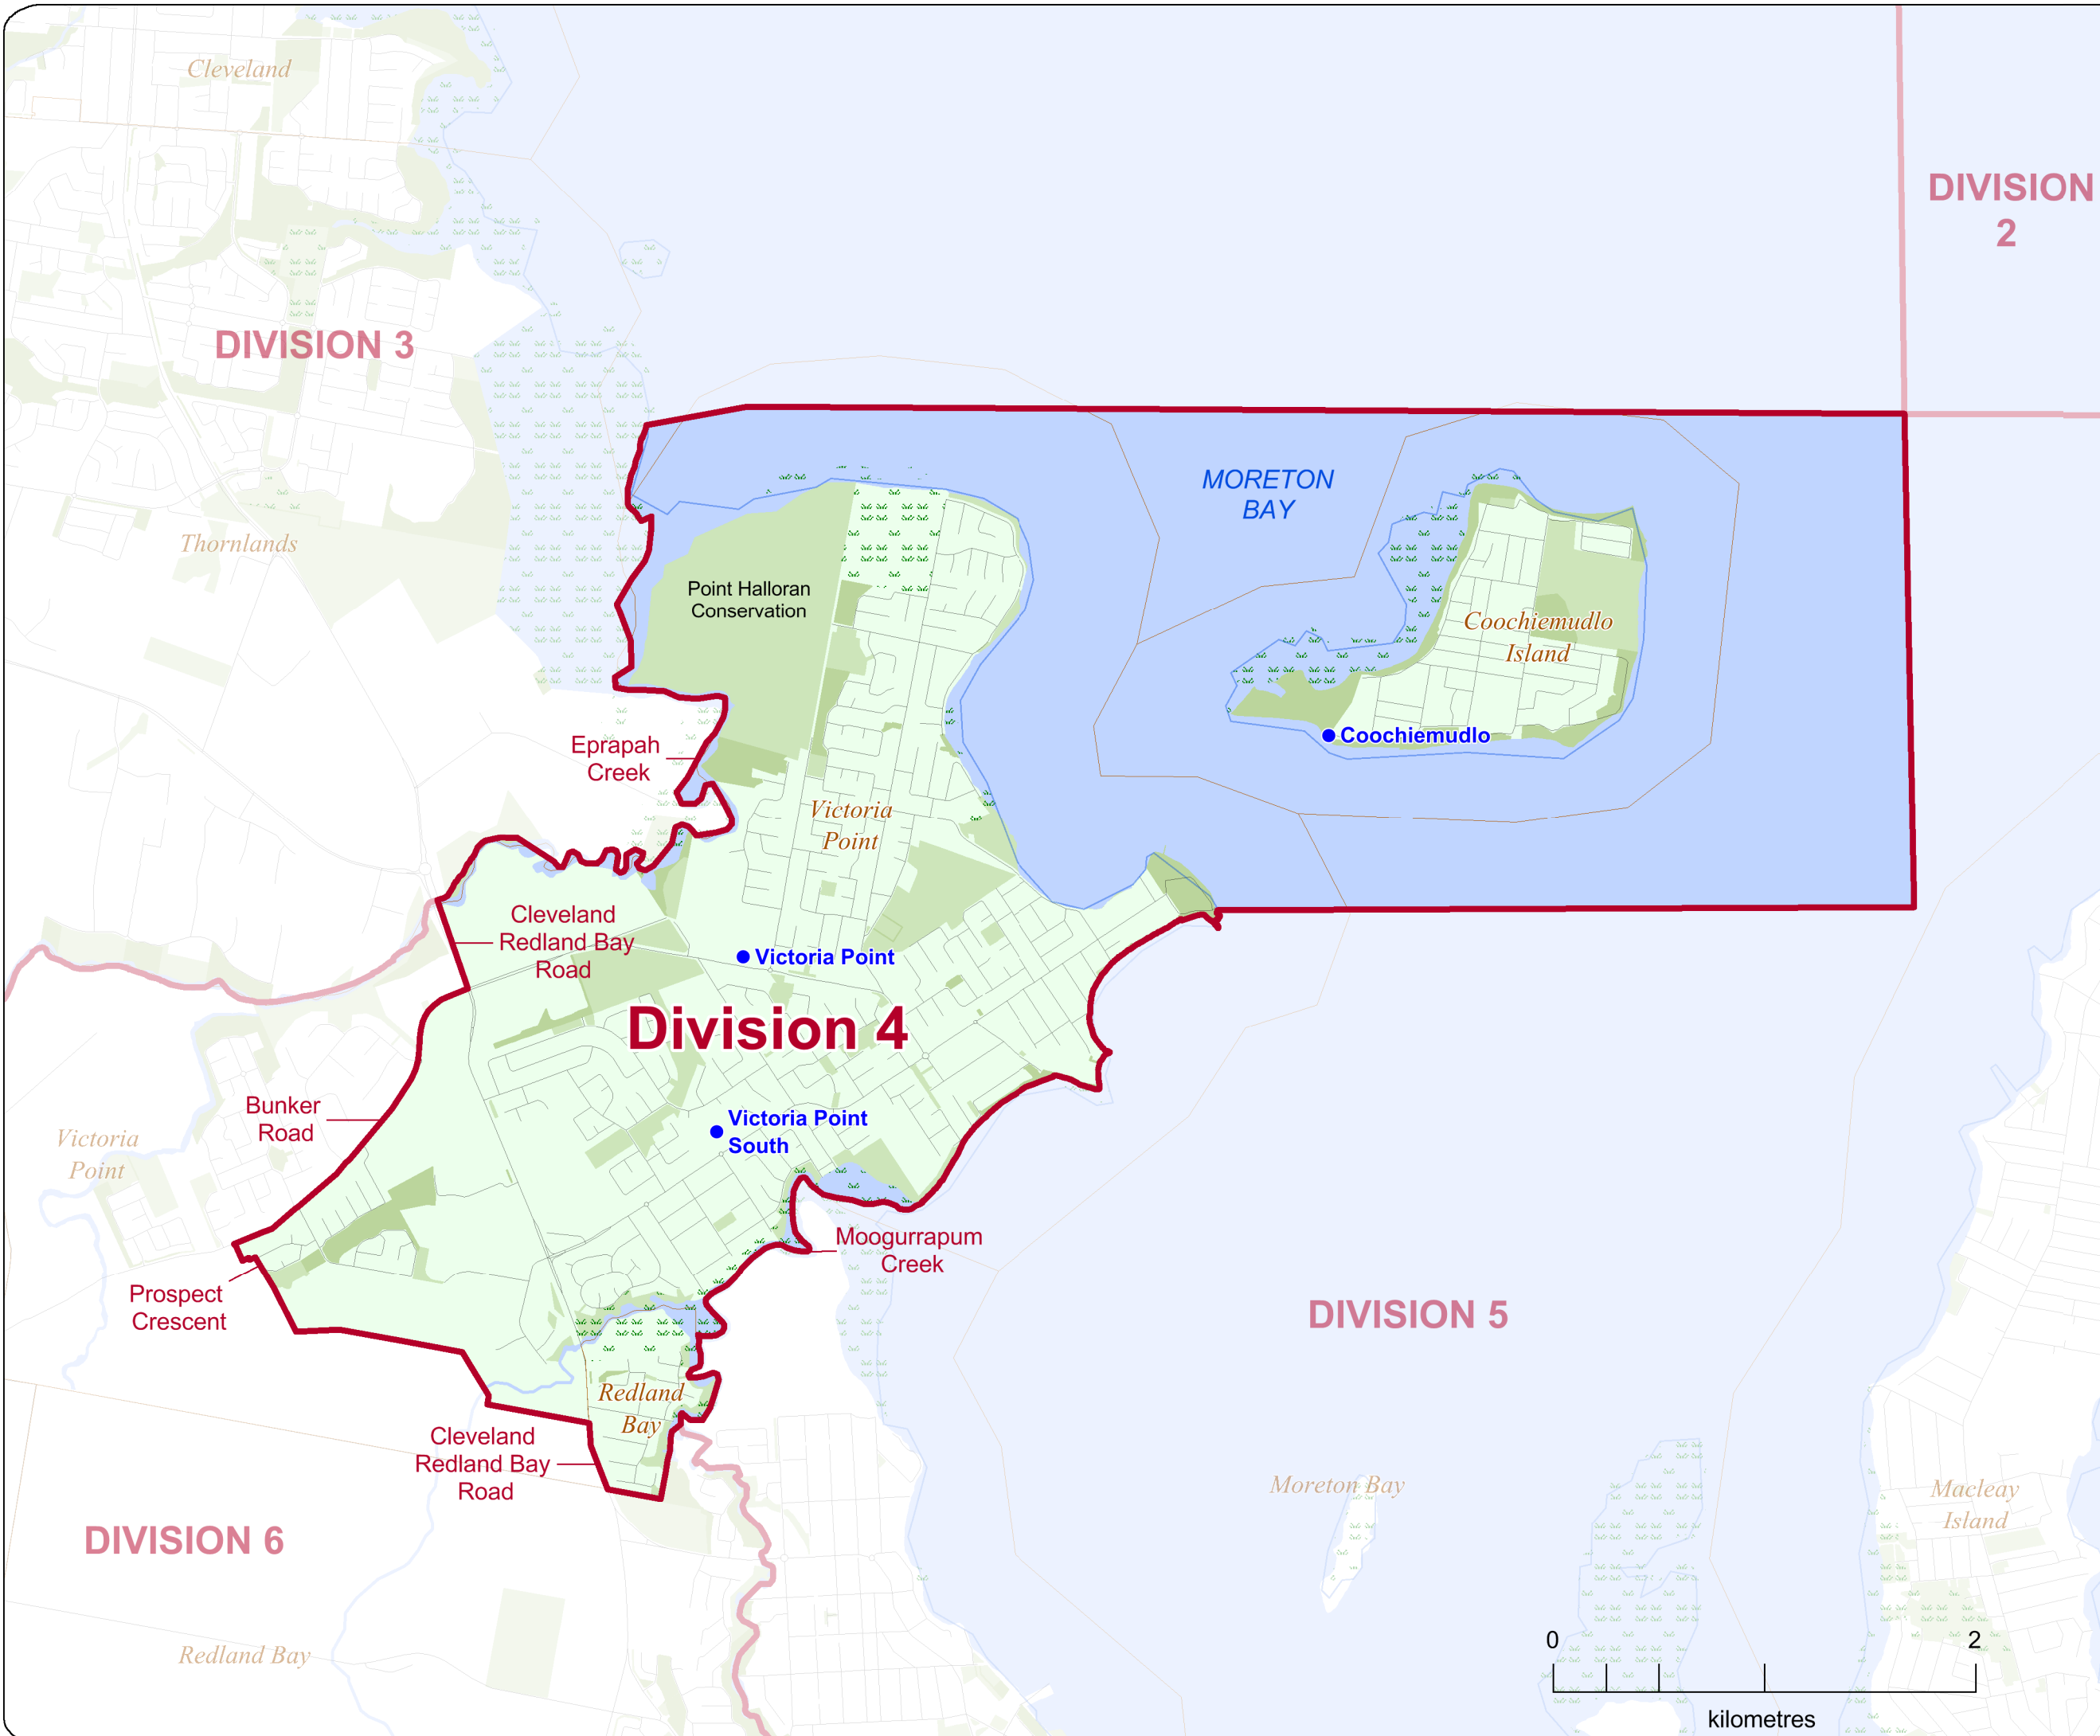 Cleveland
DIVISION
2
DIVISION 3
MORETON
BAY
Thornlands
Point Halloran
Conservation
Coochiemudlo
Island
Coochiemudlo
Eprapah
Creek
Victoria
Point
Cleveland
Redland Bay
Road
Victoria Point
Division 4
Bunker
Road
Victoria Point
South
Victoria
Point
Moogurrapum
Creek
Prospect
Crescent
DIVISION 5
Redland
Bay
Cleveland
Redland Bay
Road
Moreton Bay
Macleay
Island
DIVISION 6
Redland Bay
0 2
kilometres